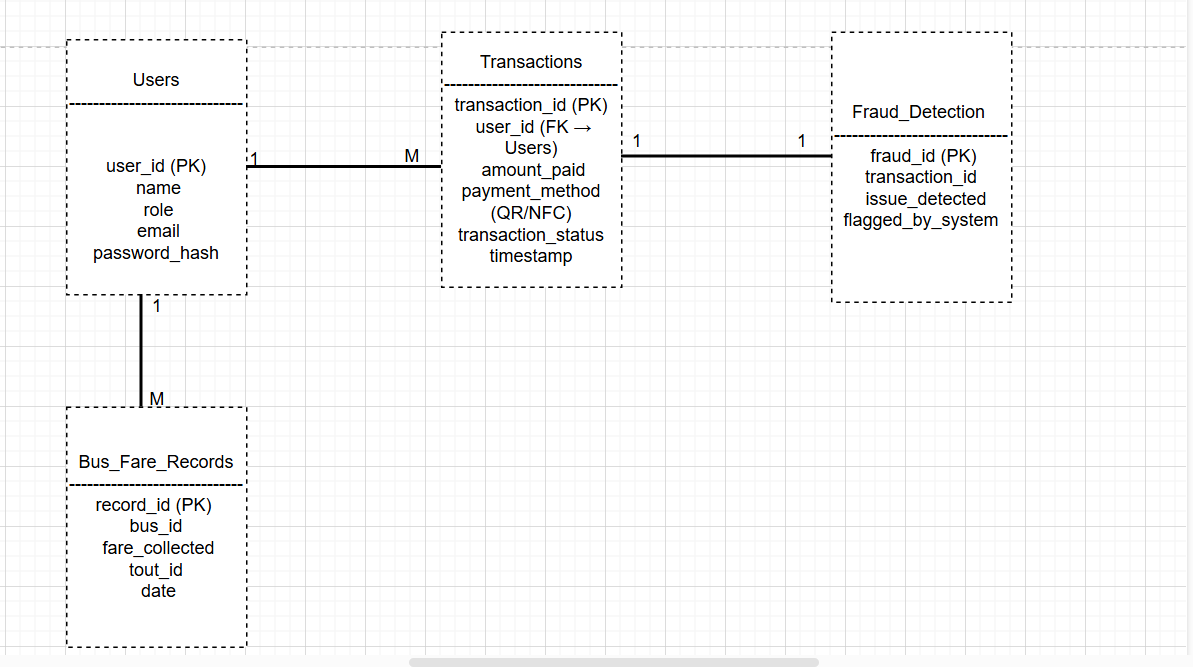 Users
user_id (PK)
name
role
email
password_hash
1
M
Transactions
transaction_id (PK)
user_id (FK →
Users)
amount_paid
payment_method
(QR/NFC)
transaction_status
timestamp
1
1
Fraud_Detection
fraud_id (PK)
transaction_id
issue_detected
flagged_by_system
1
M
Bus_Fare_Records
record_id (PK)
bus_id
fare_collected
tout_id
date